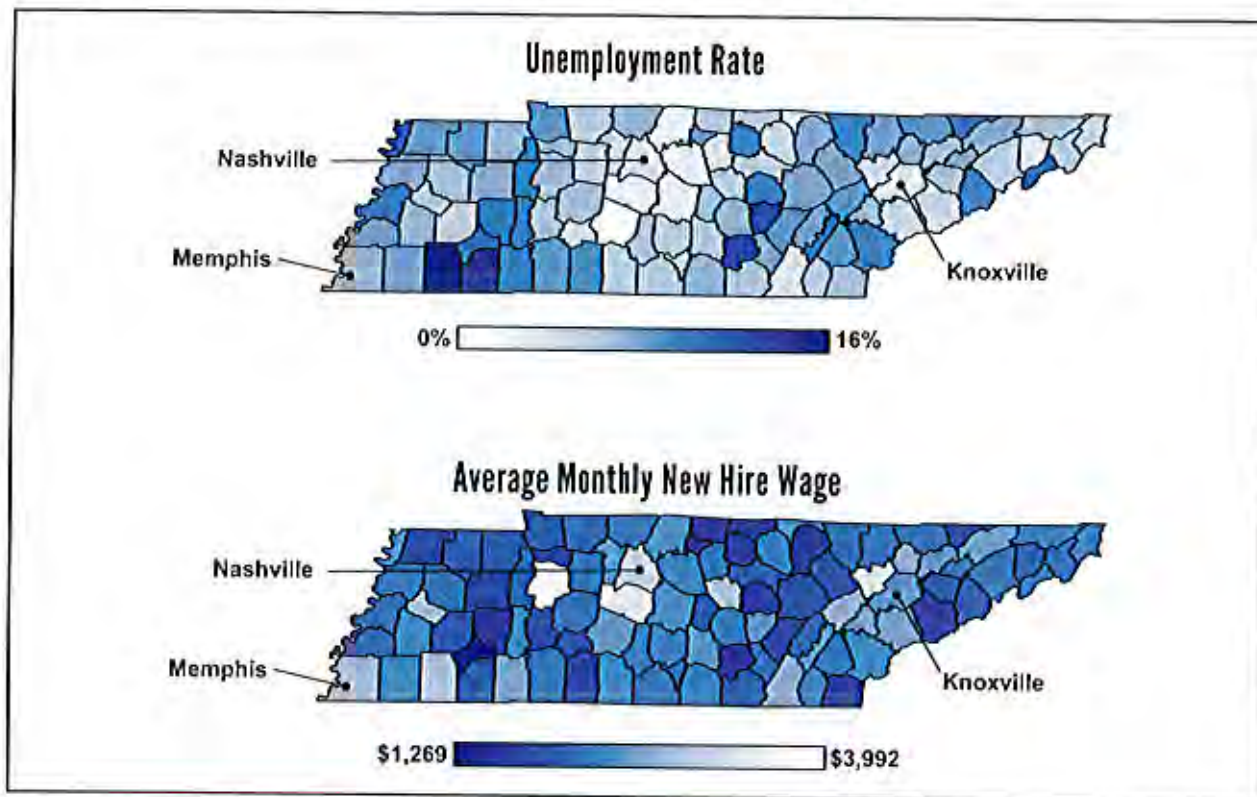 Unemployment Rate
Nashville
Memphis
Knoxville
0%
16%
Average Monthly New Hire Wage
Nashville
Memphis
Knoxville
$1,269
$3,992